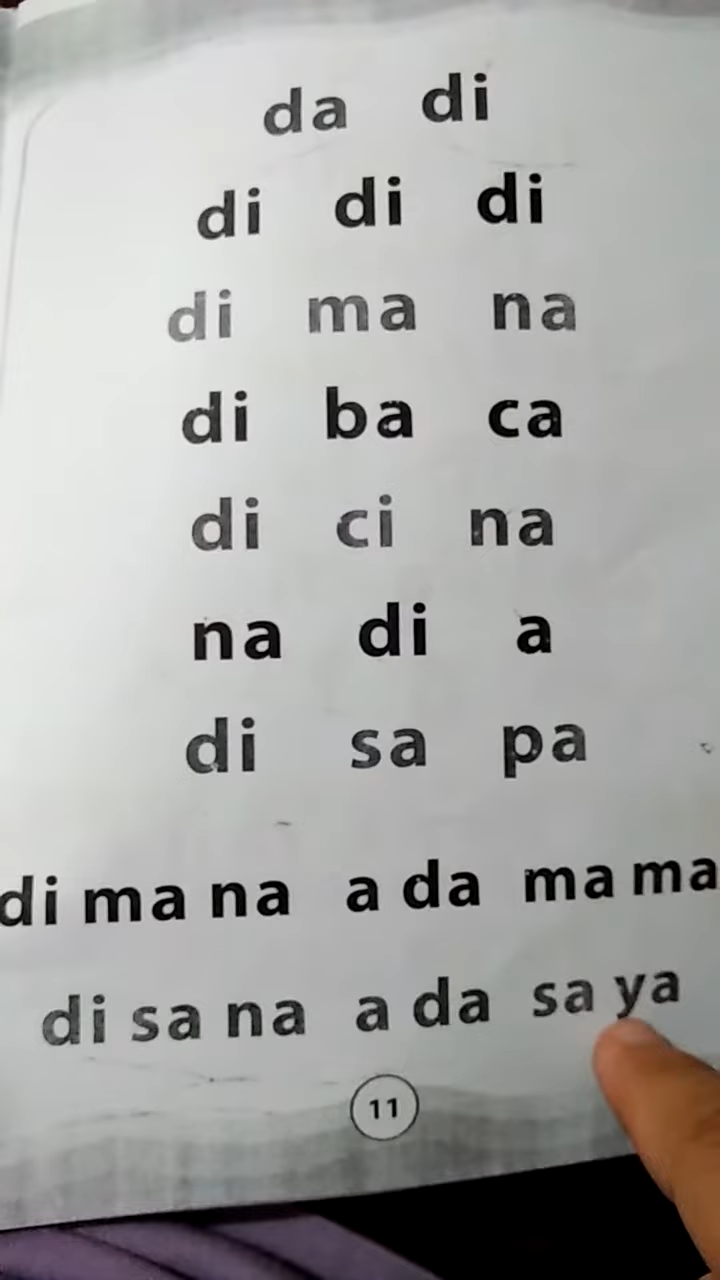 da di
di di di
di ma na
di ba ca
di ci na
na di a
di sa pa
di ma na a da ma ma
di sa na a da sa ya
11